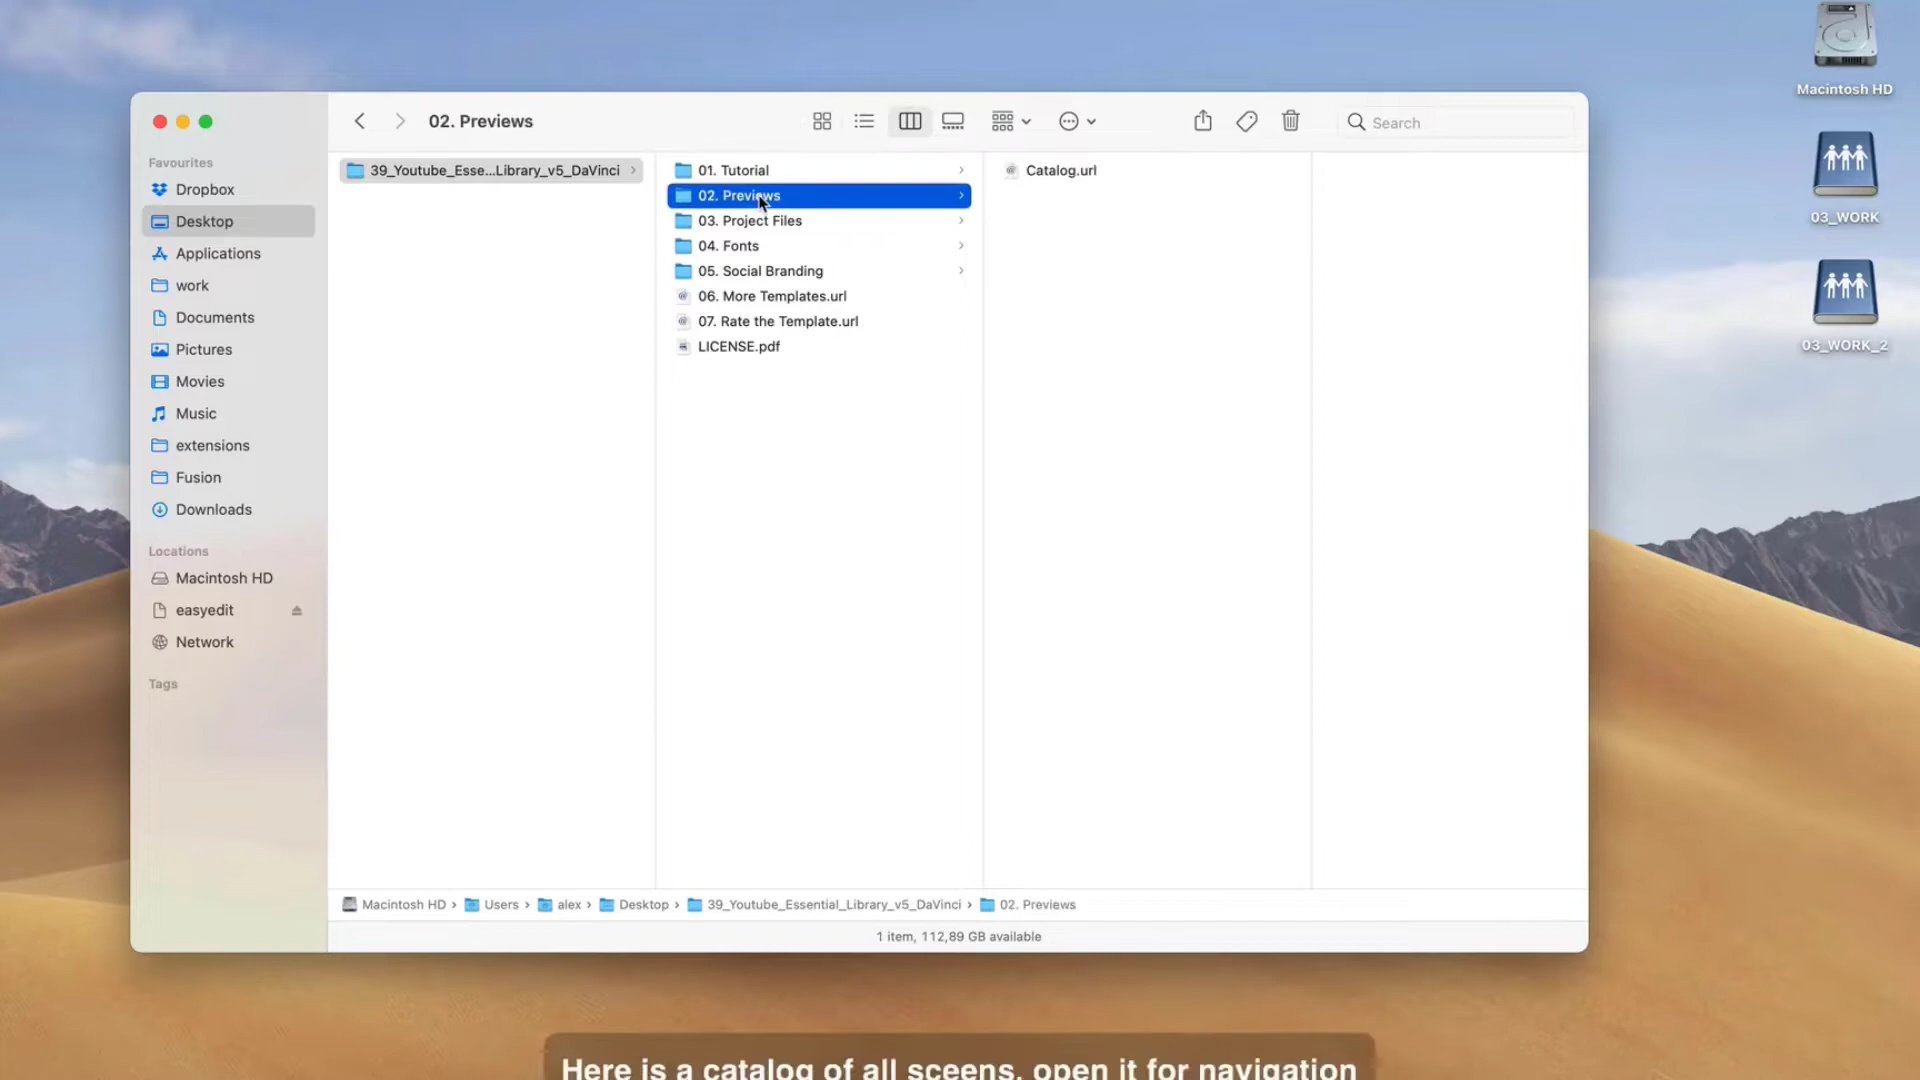 Macintosh HD
03_WORK
03_WORK_2
02. Previews
Search
Favourites
Dropbox
Desktop
Applications
work
Documents
Pictures
Movies
Music
extensions
Fusion
Downloads
Locations
Macintosh HD
easyedit
Network
Tags
39_Youtube_Esse...Library_v5_DaVinci
01. Tutorial
02. Previews
03. Project Files
04. Fonts
05. Social Branding
06. More Templates.url
07. Rate the Template.url
LICENSE.pdf
Catalog.url
Macintosh HD › Users › alex › Desktop › 39_Youtube_Essential_Library_v5_DaVinci › 02. Previews
1 item, 112,89 GB available
Here is a catalog of all sceens, open it for navigation